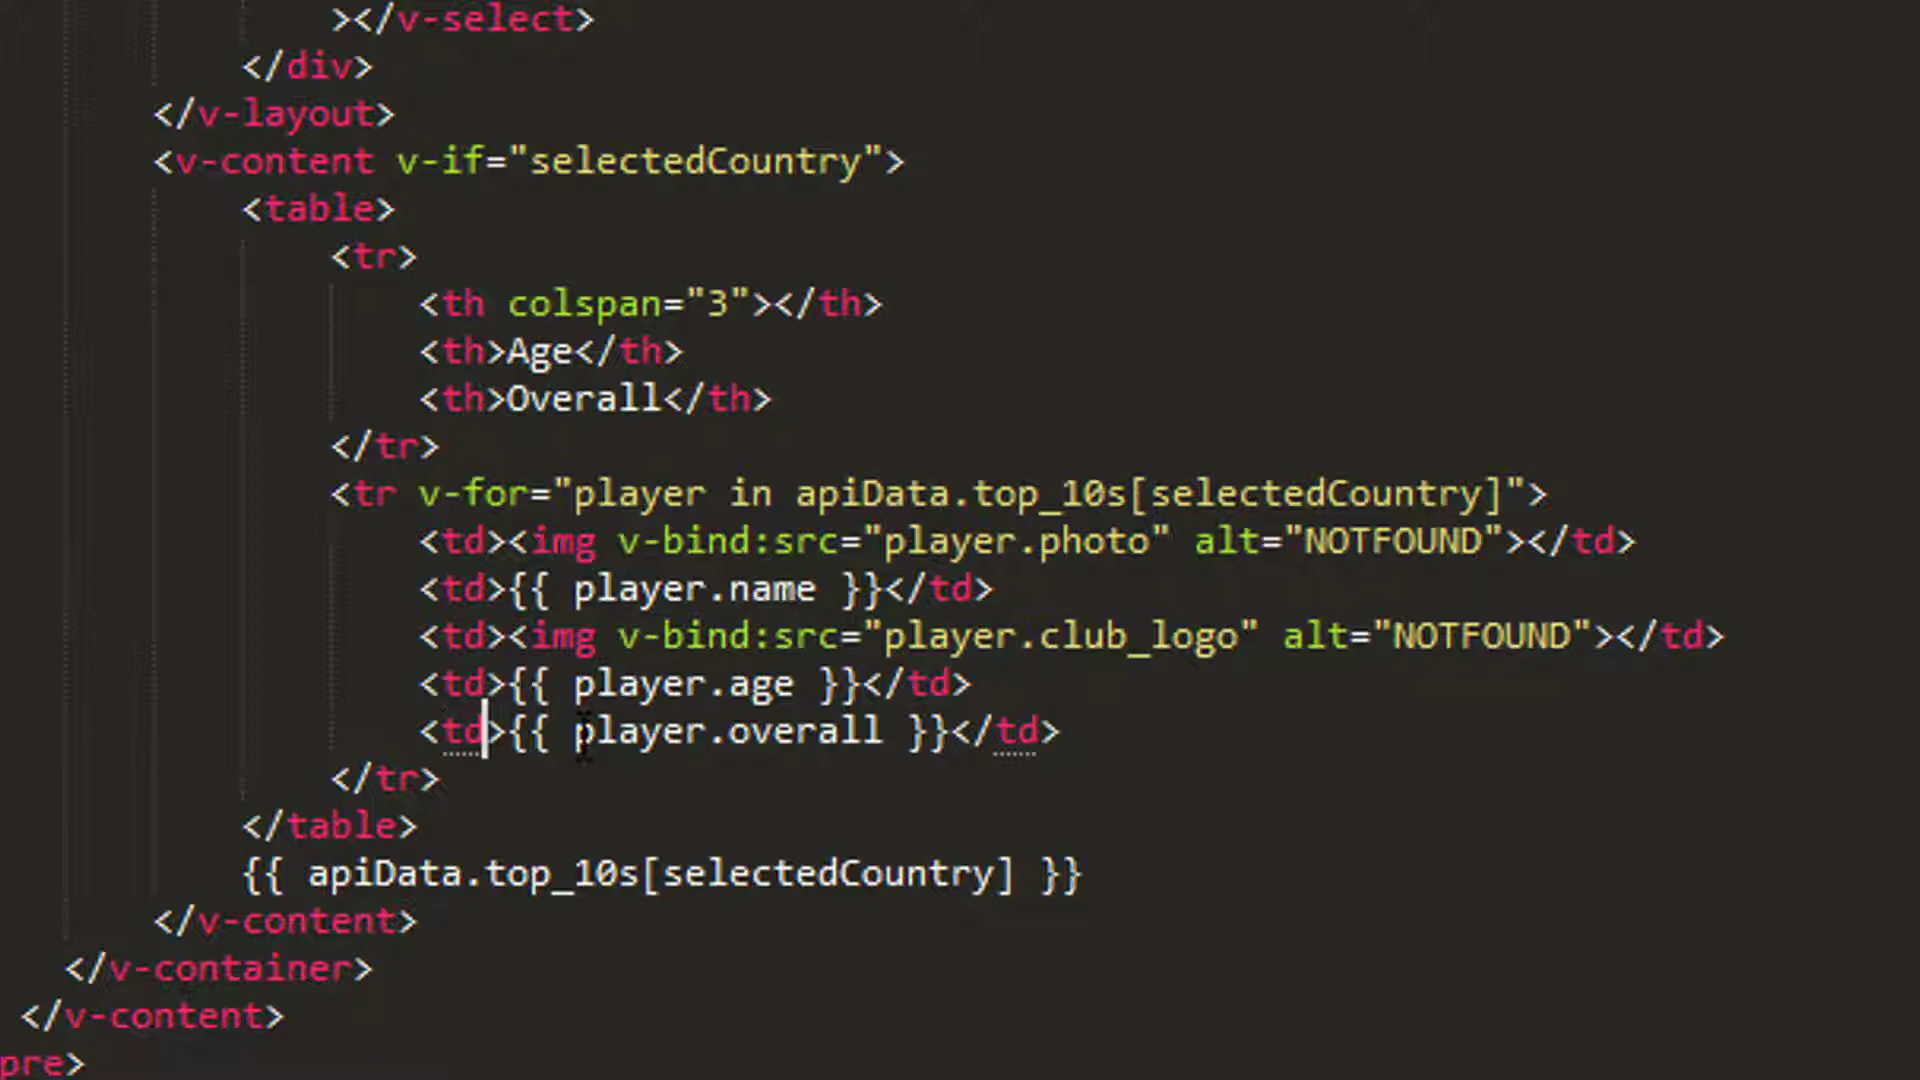 ></v-select>
</div>
</v-layout>
<v-content v-if="selectedCountry">
<table>
<tr>
<th colspan="3"></th>
<th>Age</th>
<th>Overall</th>
</tr>
<tr v-for="player in apiData.top_10s[selectedCountry]">
<td><img v-bind:src="player.photo" alt="NOTFOUND"></td>
<td>{{ player.name }}</td>
<td><img v-bind:src="player.club_logo" alt="NOTFOUND"></td>
<td>{{ player.age }}</td>
<td>{{ player.overall }}</td>
</tr>
</table>
{{ apiData.top_10s[selectedCountry] }}
</v-content>
</v-container>
</v-content>
pre>